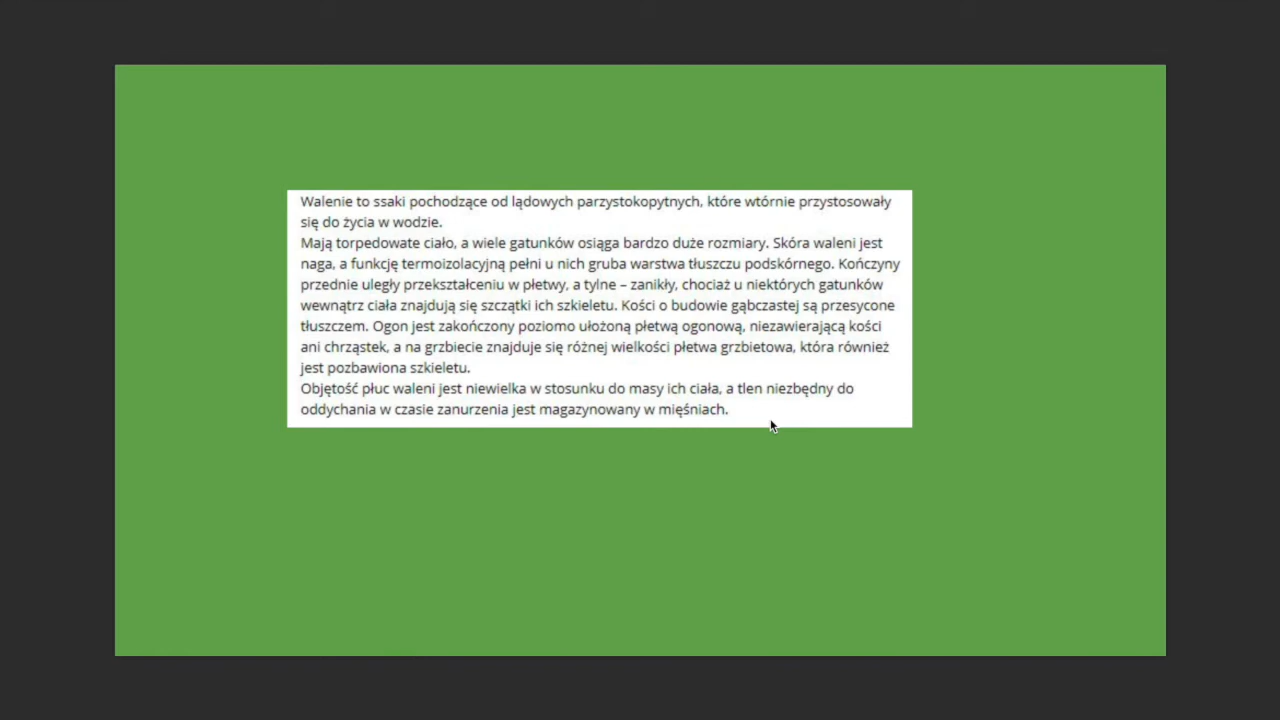 Walenie to ssaki pochodzące od lądowych parzystokopytnych, które wtórnie przystosowały
się do życia w wodzie.
Mają torpedowate ciało, a wiele gatunków osiąga bardzo duże rozmiary. Skóra waleni jest
naga, a funkcję termoizolacyjną pełni u nich gruba warstwa tłuszczu podskórnego. Kończyny
przednie uległy przekształceniu w płetwy, a tylne – zanikły, chociaż u niektórych gatunków
wewnątrz ciała znajdują się szczątki ich szkieletu. Kości o budowie gąbczastej są przesycone
tłuszczem. Ogon jest zakończony poziomo ułożoną płetwą ogonową, niezawierającą kości
ani chrząstek, a na grzbiecie znajduje się różnej wielkości płetwa grzbietowa, która również
jest pozbawiona szkieletu.
Objętość płuc waleni jest niewielka w stosunku do masy ich ciała, a tlen niezbędny do
oddychania w czasie zanurzenia jest magazynowany w mięśniach.